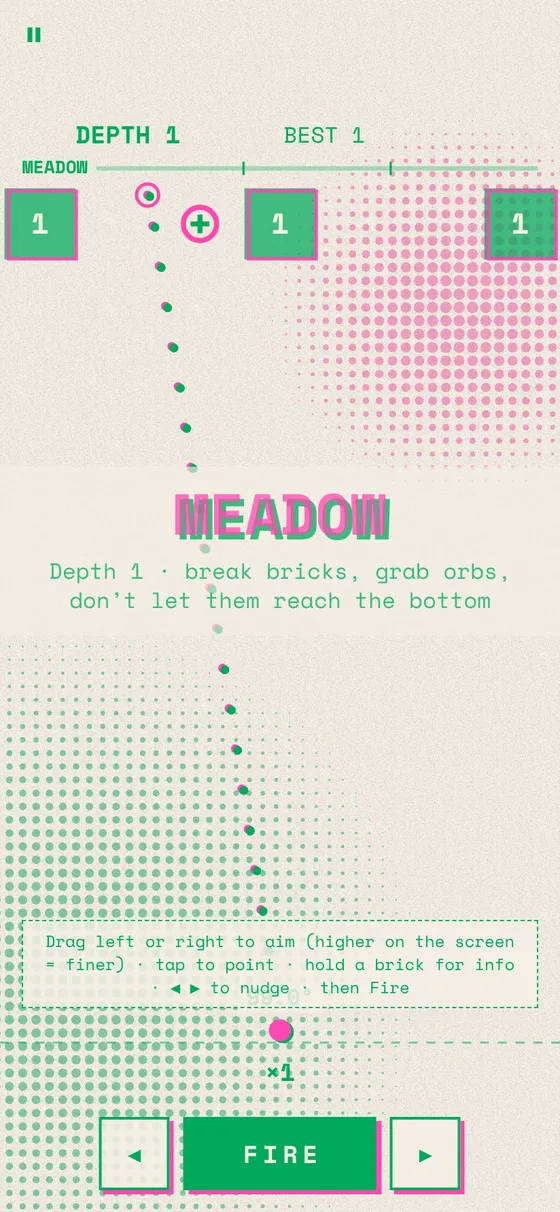 DEPTH 1 BEST 1
MEADOW
1 1 1
MEADOW
Depth 1 · break bricks, grab orbs,
don’t let them reach the bottom
Drag left or right to aim (higher on the screen
= finer) · tap to point · hold a brick for info
· ◀ ▶ to nudge · then Fire
×1
◀ FIRE ▶